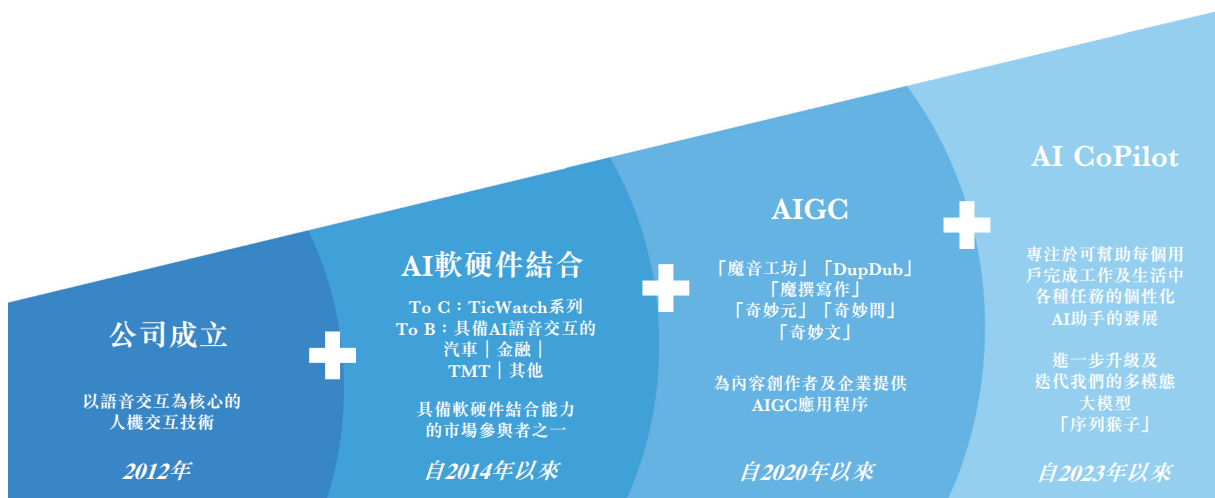 公司成立
以語音交互為核心的
人機交互技術
2012年
AI軟硬件結合
To C：TicWatch系列
To B：具備AI語音交互的
汽車｜金融｜
TMT｜其他
具備軟硬件結合能力
的市場參與者之一
自2014年以來
AIGC
「魔音工坊」「DupDub」
「魔撰寫作」
「奇妙元」「奇妙問」
「奇妙文」
為內容創作者及企業提供
AIGC應用程序
自2020年以來
AI CoPilot
專注於可幫助每個用
戶完成工作及生活中
各種任務的個性化
AI助手的發展
進一步升級及
迭代我們的多模態
大模型
「序列猴子」
自2023年以來